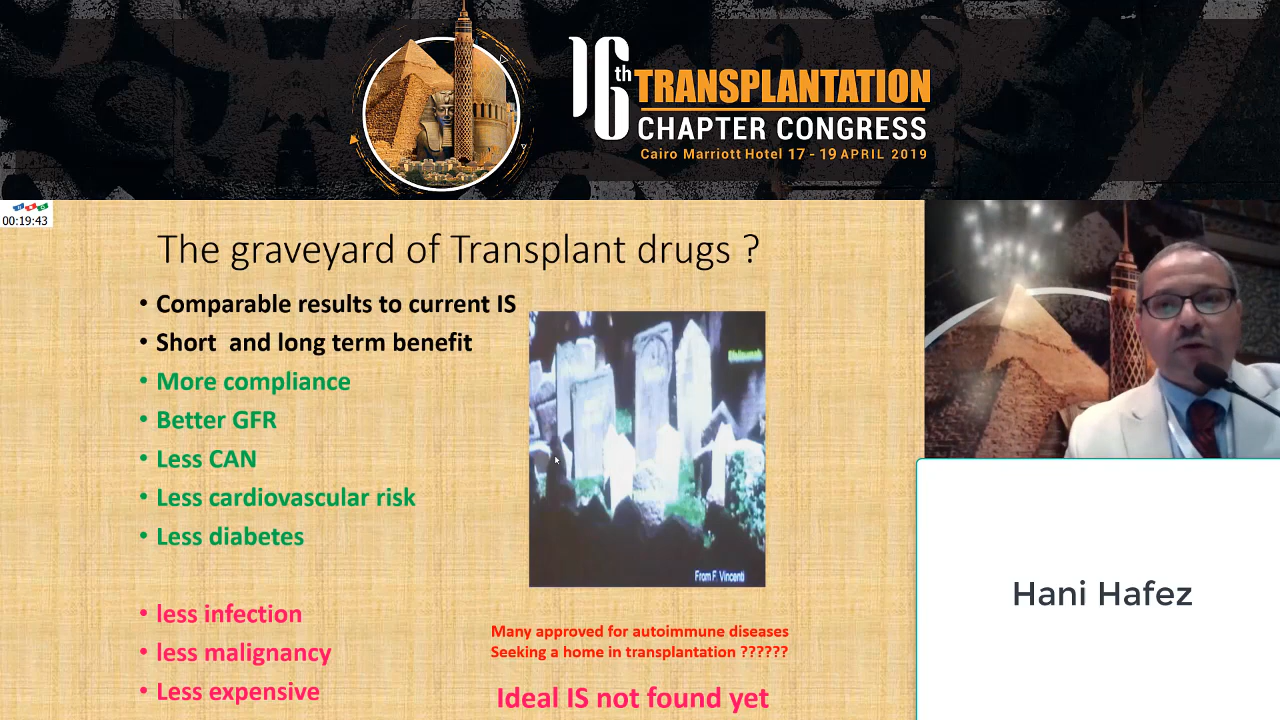 16th TRANSPLANTATION
CHAPTER CONGRESS
Cairo Marriott Hotel 17 - 19 APRIL 2019
00:19:43
The graveyard of Transplant drugs ?
• Comparable results to current IS
• Short and long term benefit
• More compliance
• Better GFR
• Less CAN
• Less cardiovascular risk
• Less diabetes
• less infection
• less malignancy
• Less expensive
From F. Vincenti
Many approved for autoimmune diseases
Seeking a home in transplantation ??????
Ideal IS not found yet
Hani Hafez